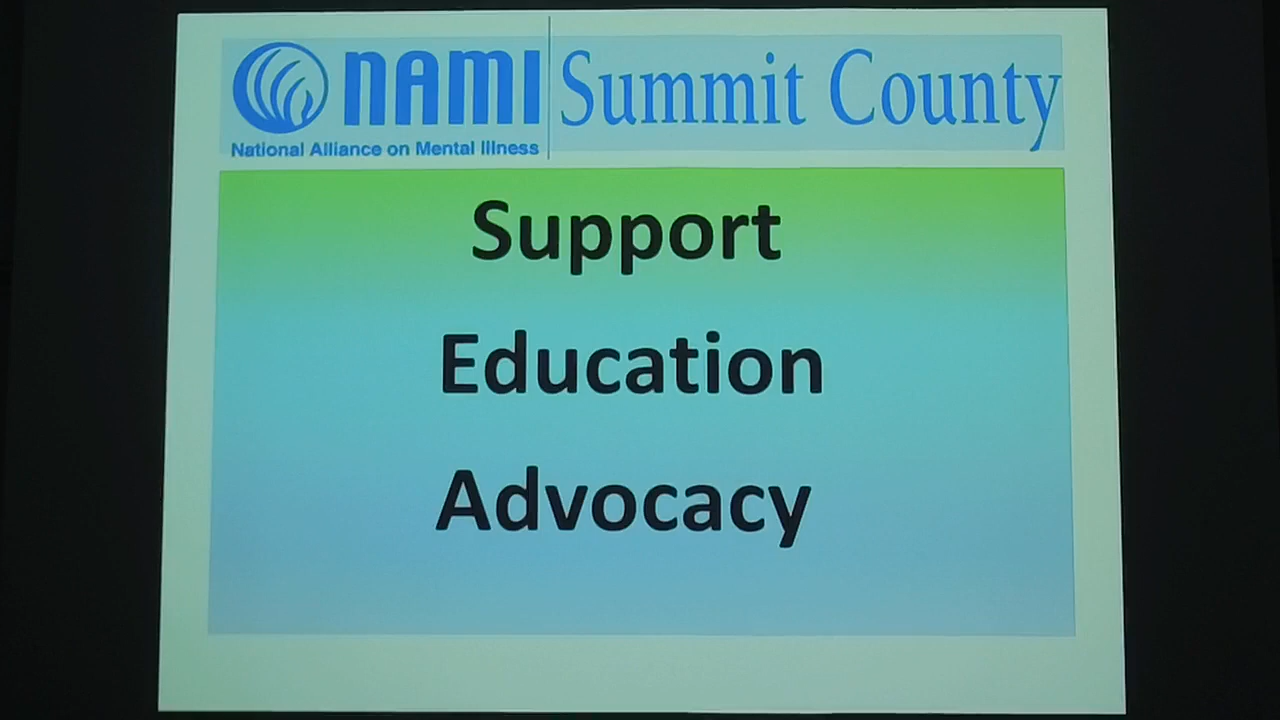 NAMI Summit County
National Alliance on Mental Illness
Support
Education
Advocacy